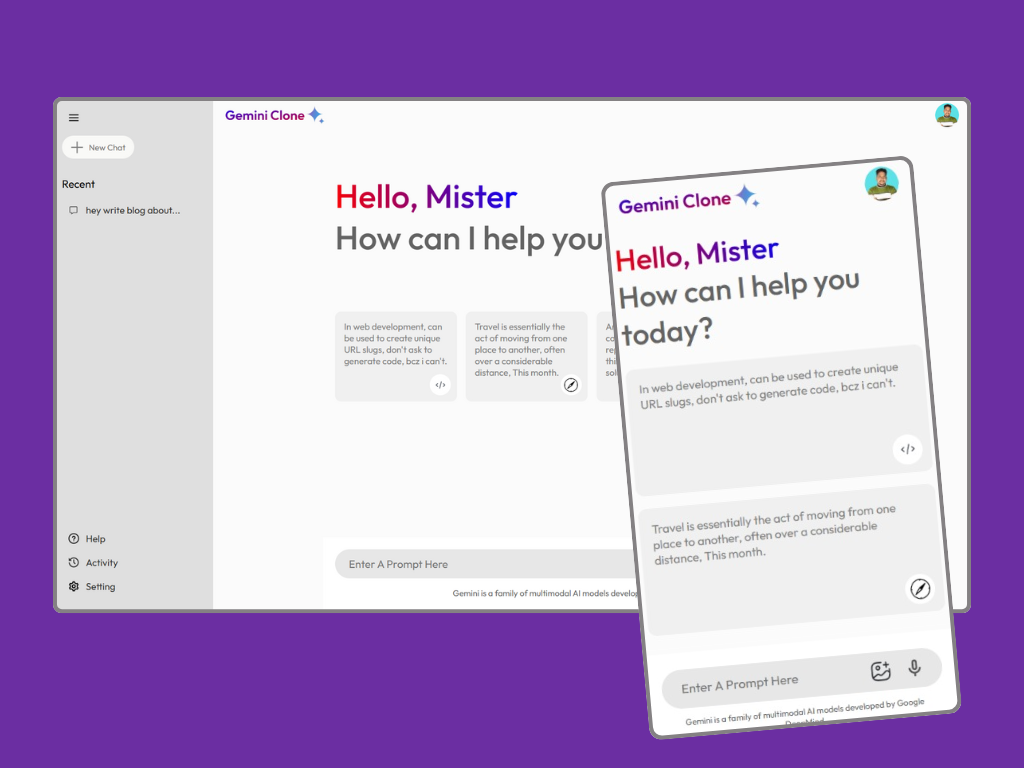 Gemini Clone
New Chat
Recent
hey write blog about...
Hello, Mister
How can I help you
In web development, can
be used to create unique
URL slugs, don't ask to
generate code, bcz i can't.
</>
Travel is essentially the
act of moving from one
place to another, often
over a considerable
distance, This month.
Help
Activity
Setting
Enter A Prompt Here
Gemini is a family of multimodal AI models
Gemini Clone
Hello, Mister
How can I help you
today?
In web development, can be used to create unique
URL slugs, don't ask to generate code, bcz i can't.
</>
Travel is essentially the act of moving from one
place to another, often over a considerable
distance, This month.
Enter A Prompt Here
Gemini is a family of multimodal AI models developed by Google